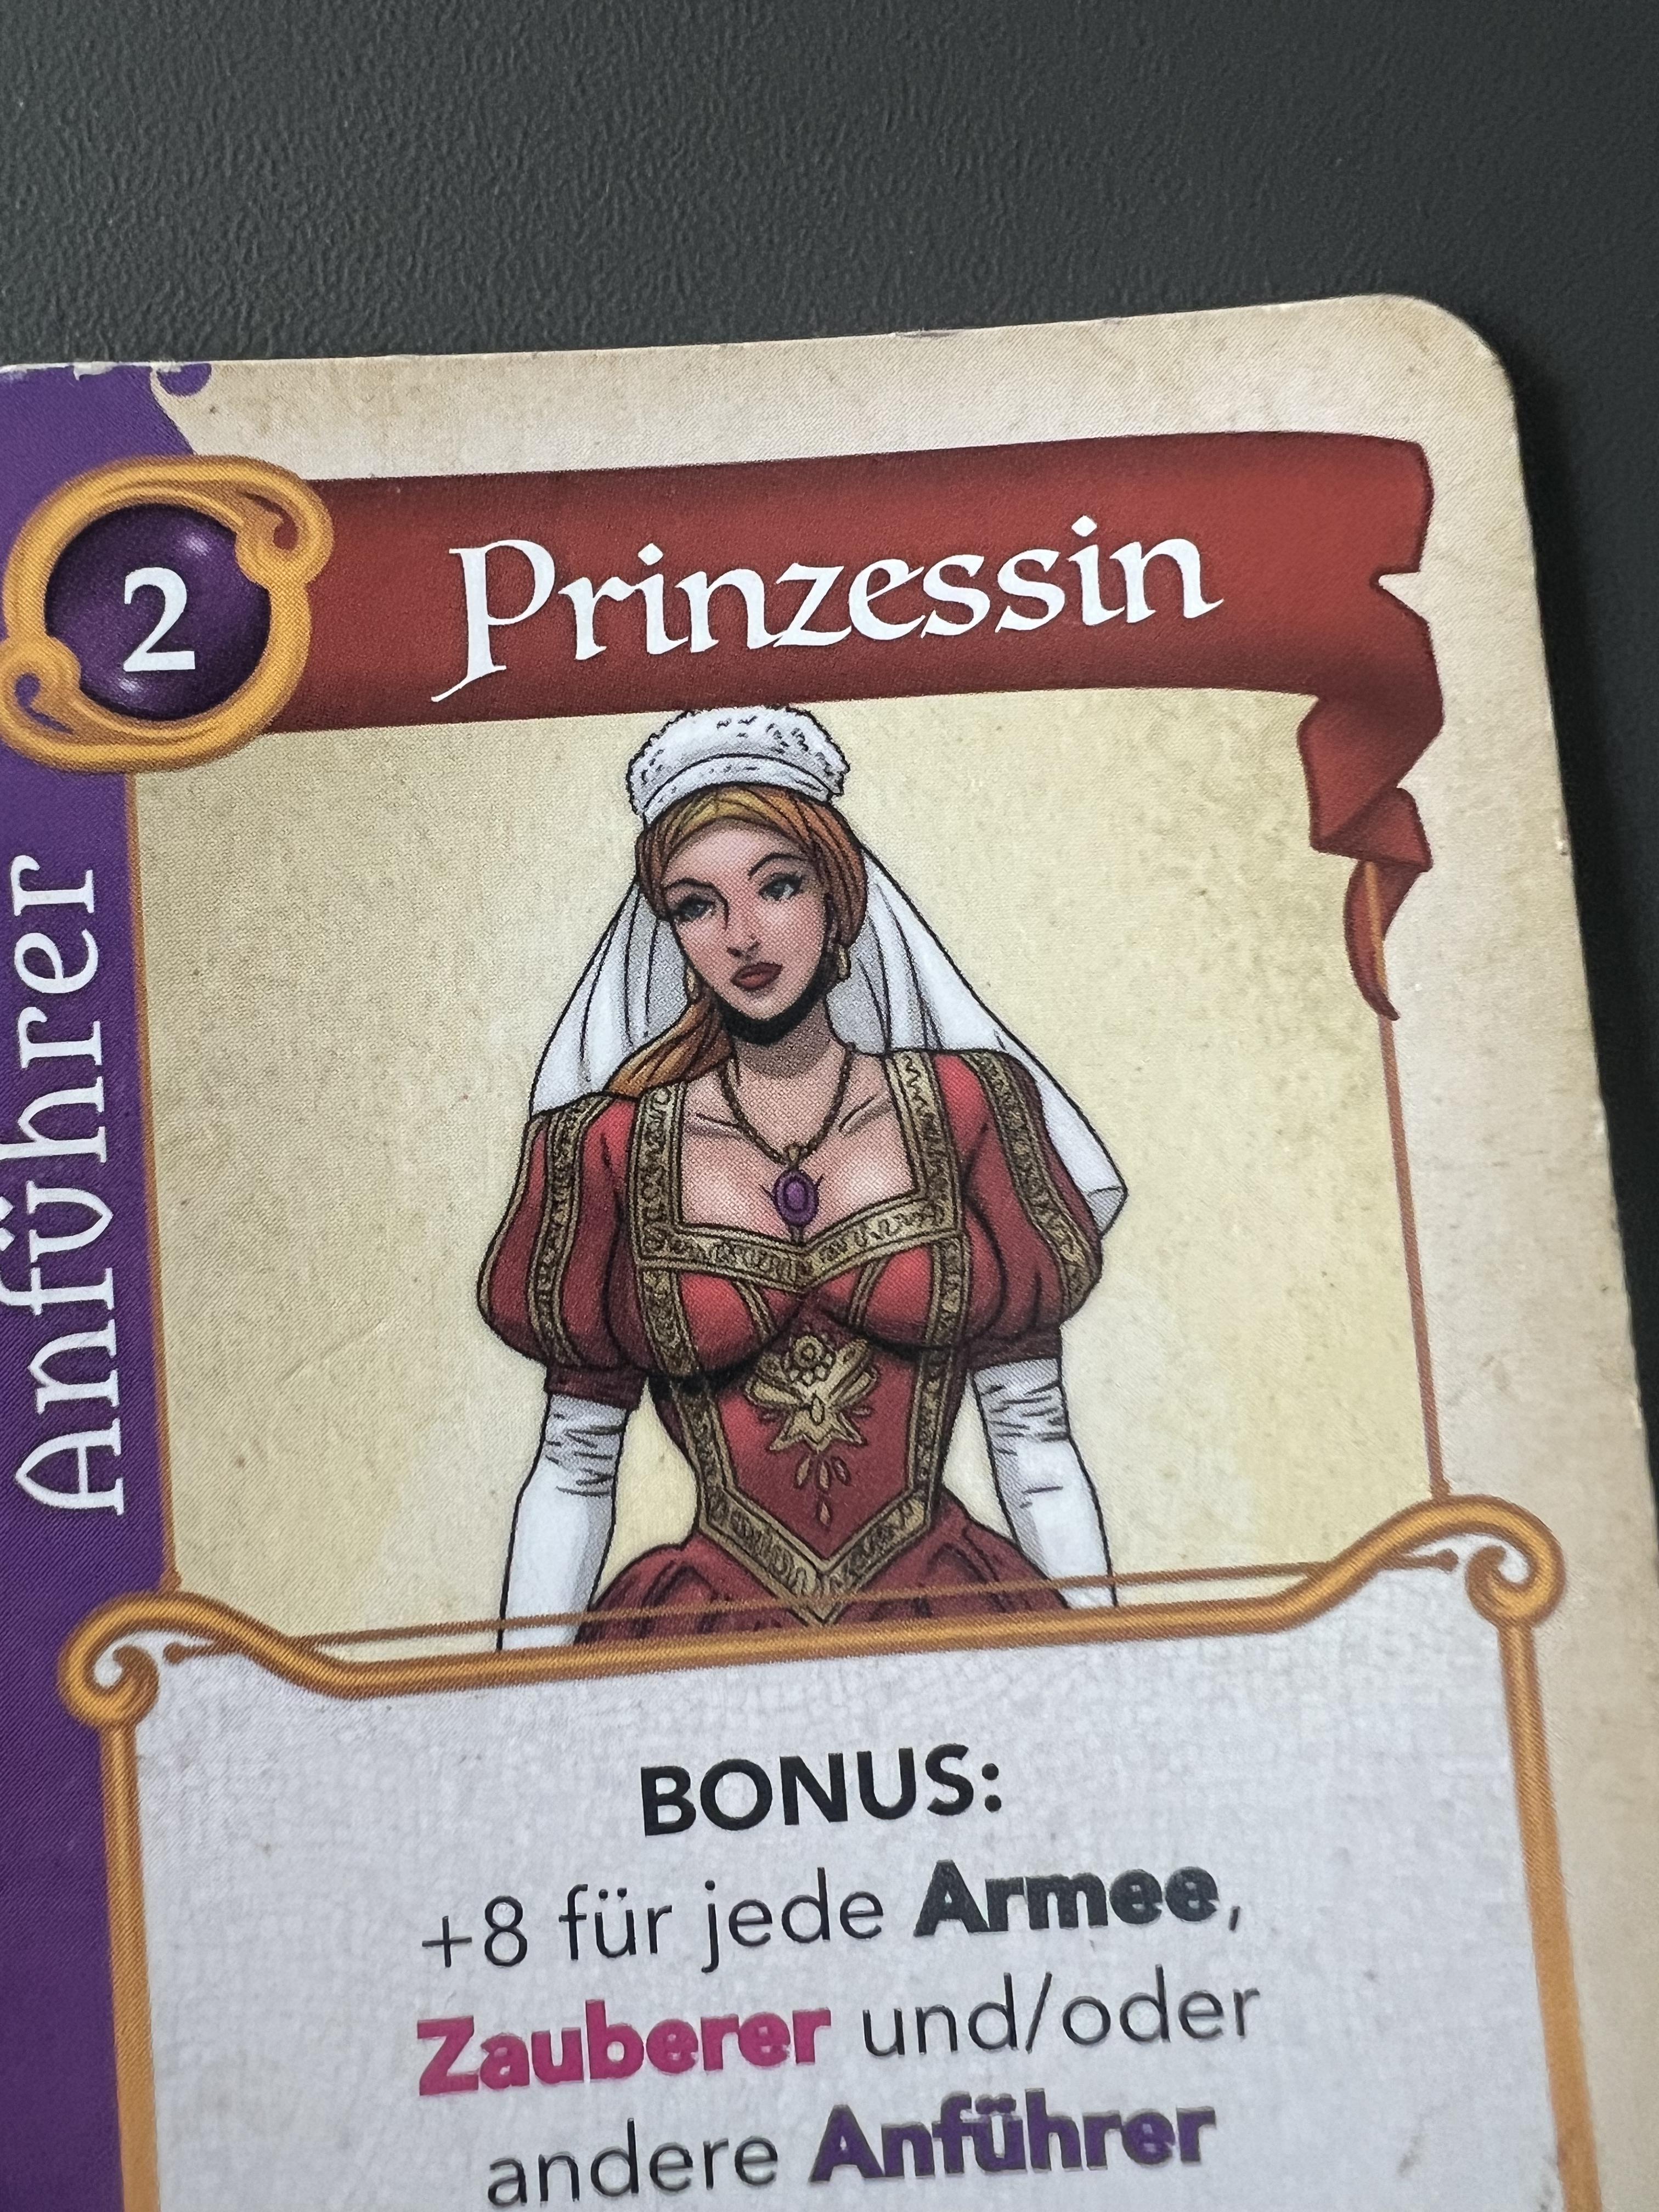 2
Prinzessin
Anführer
BONUS:
+8 für jede Armee,
Zauberer und/oder
andere Anführer